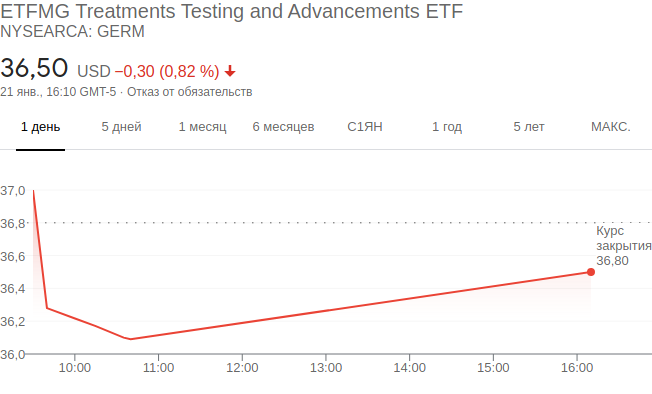 ETFMG Treatments Testing and Advancements ETF
NYSEARCA: GERM
36,50 USD −0,30 (0,82 %)
21 янв., 16:10 GMT-5 · Отказ от обязательств
1 день 5 дней 1 месяц 6 месяцев С1ЯН 1 год 5 лет МАКС.
37,0
36,8
Курс
закрытия
36,80
36,6
36,4
36,2
36,0
10:00 11:00 12:00 13:00 14:00 15:00 16:00